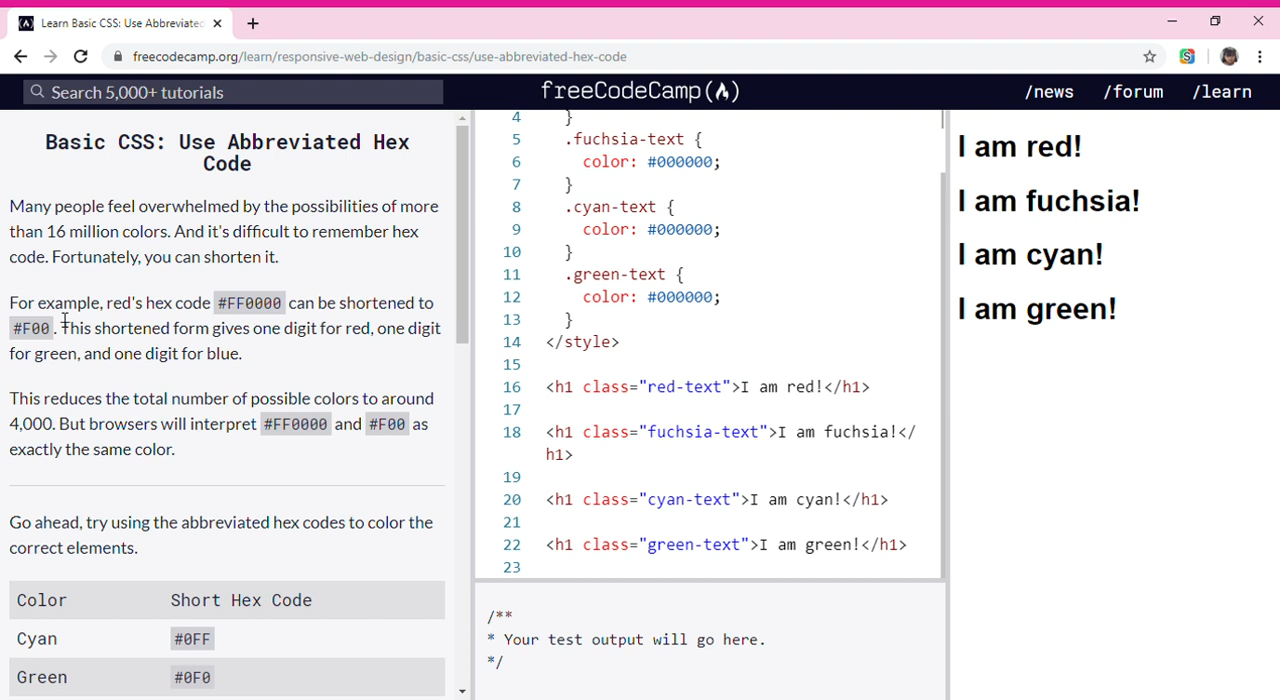 Learn Basic CSS: Use Abbreviated
freecodecamp.org/learn/responsive-web-design/basic-css/use-abbreviated-hex-code
Search 5,000+ tutorials
freeCodeCamp
/news /forum /learn
Basic CSS: Use Abbreviated Hex
Code
Many people feel overwhelmed by the possibilities of more
than 16 million colors. And it's difficult to remember hex
code. Fortunately, you can shorten it.
For example, red's hex code #FF0000 can be shortened to
#F00. This shortened form gives one digit for red, one digit
for green, and one digit for blue.
This reduces the total number of possible colors to around
4,000. But browsers will interpret #FF0000 and #F00 as
exactly the same color.
Go ahead, try using the abbreviated hex codes to color the
correct elements.
Color Short Hex Code
Cyan #0FF
Green #0F0
4 }
5 .fuchsia-text {
6 color: #000000;
7 }
8 .cyan-text {
9 color: #000000;
10 }
11 .green-text {
12 color: #000000;
13 }
14 </style>
15
16 <h1 class="red-text">I am red!</h1>
17
18 <h1 class="fuchsia-text">I am fuchsia!</
h1>
19
20 <h1 class="cyan-text">I am cyan!</h1>
21
22 <h1 class="green-text">I am green!</h1>
23
/**
* Your test output will go here.
*/
I am red!
I am fuchsia!
I am cyan!
I am green!